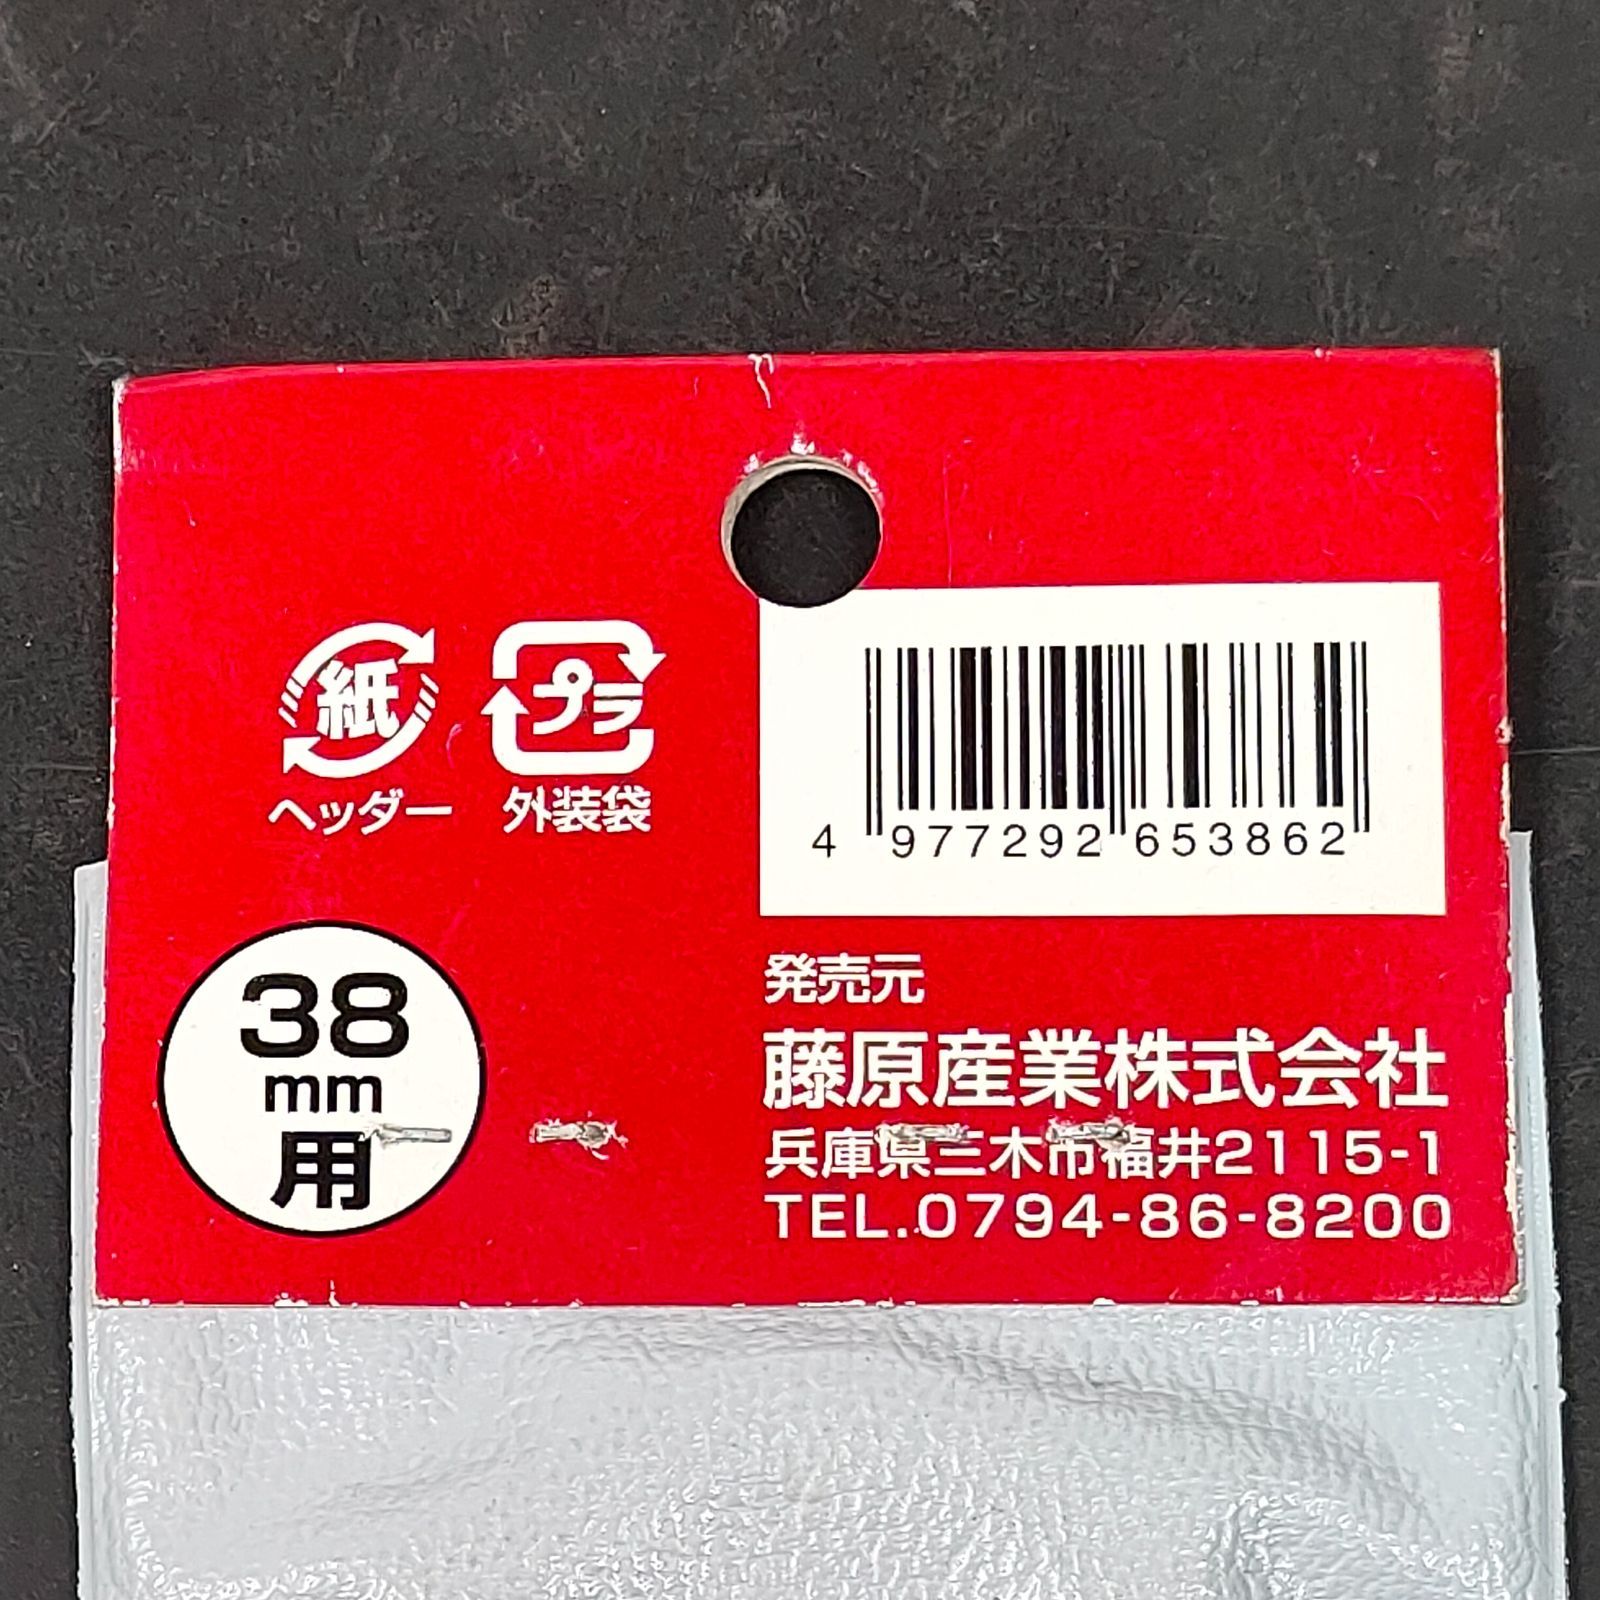 紙
ヘッダー
プラ
外装袋
4 977292 653862
38
mm
用
発売元
藤原産業株式会社
兵庫県三木市福井2115-1
TEL.0794-86-8200